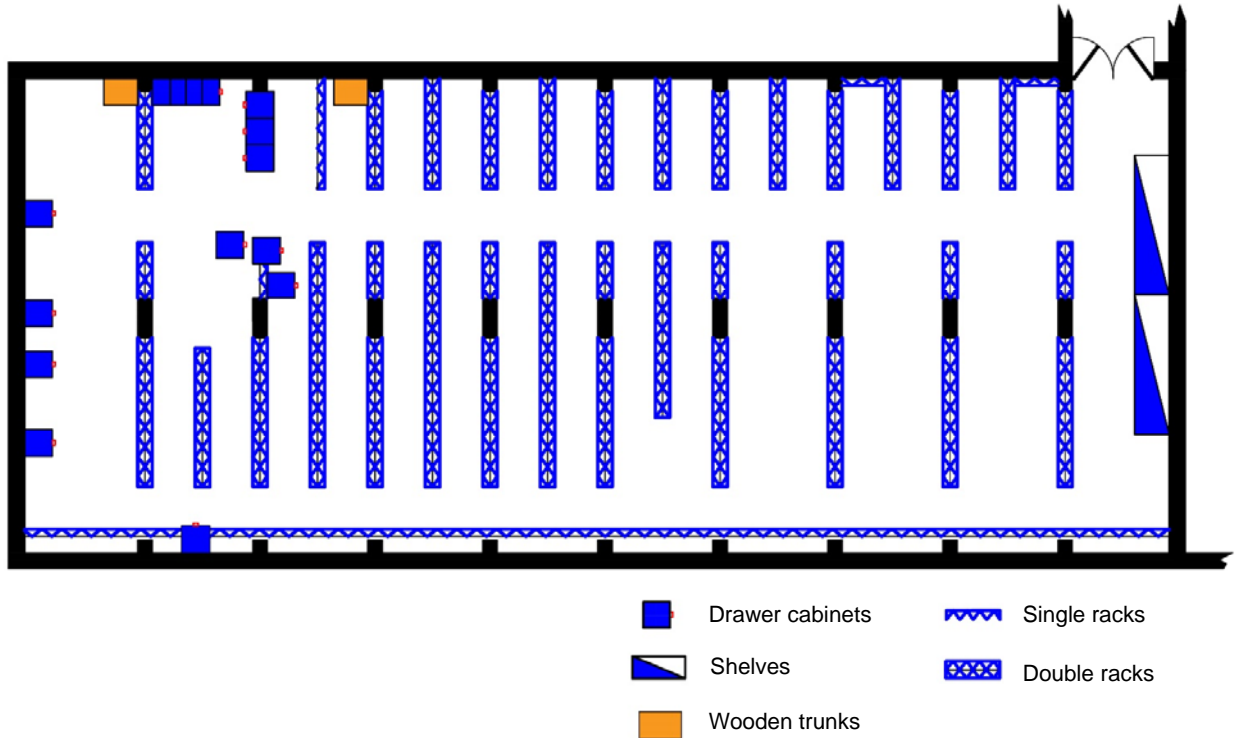 Drawer cabinets
Single racks
Shelves
Double racks
Wooden trunks